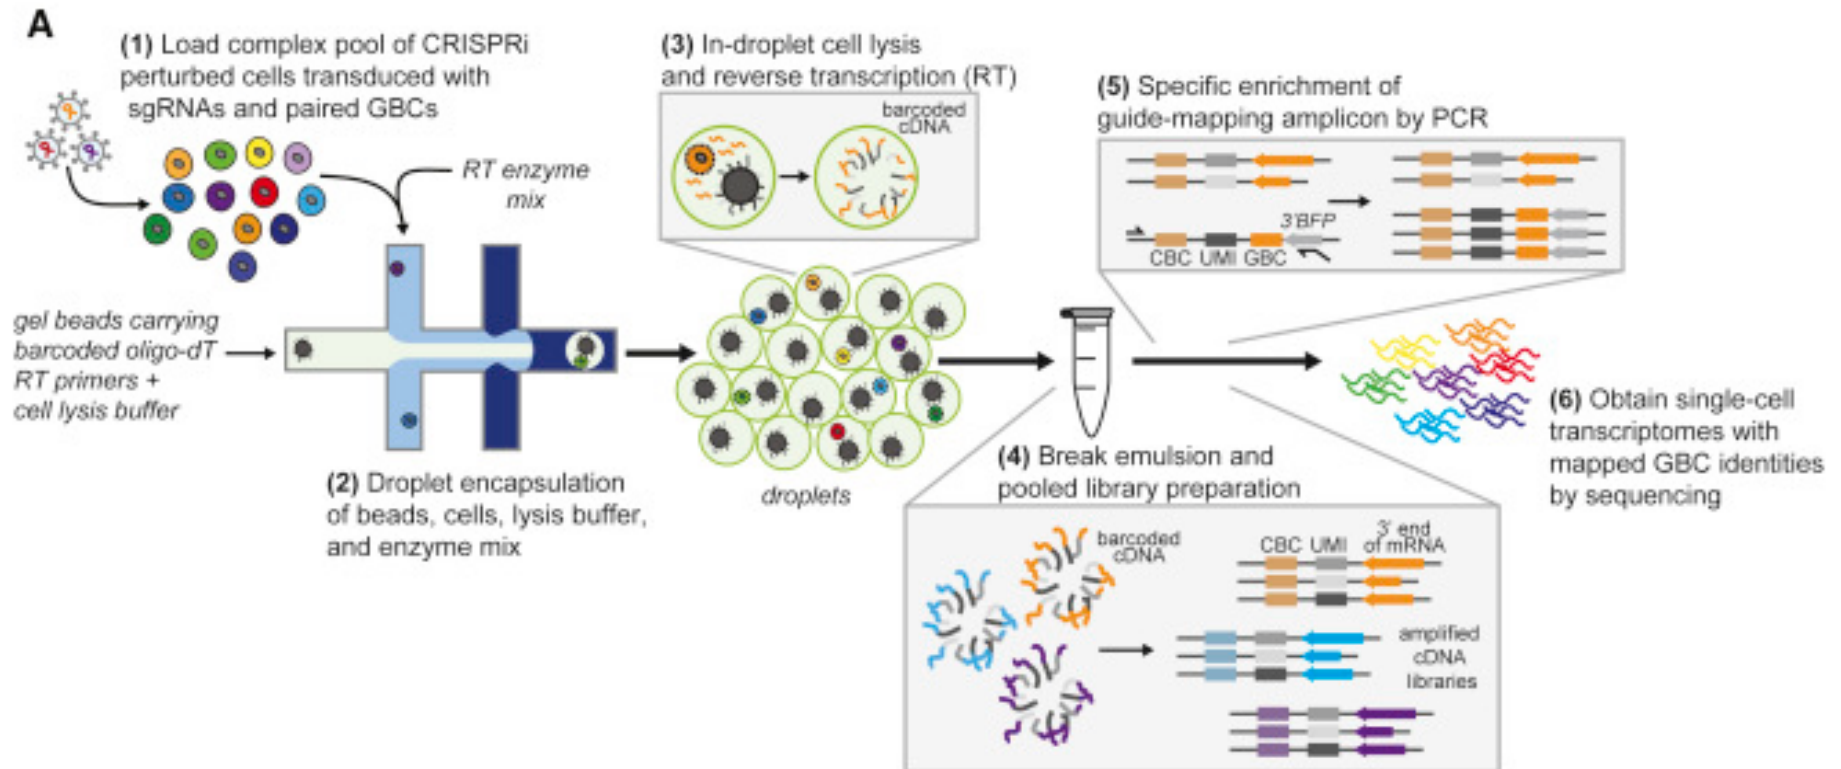 A
(1) Load complex pool of CRISPRi
perturbed cells transduced with
sgRNAs and paired GBCs
RT enzyme
mix
gel beads carrying
barcoded oligo-dT
RT primers +
cell lysis buffer
(2) Droplet encapsulation
of beads, cells, lysis buffer,
and enzyme mix
(3) In-droplet cell lysis
and reverse transcription (RT)
barcoded
cDNA
droplets
(4) Break emulsion and
pooled library preparation
barcoded
cDNA
CBC UMI 3' end
of mRNA
amplified
cDNA
libraries
(5) Specific enrichment of
guide-mapping amplicon by PCR
3'BFP
CBC UMI GBC
(6) Obtain single-cell
transcriptomes with
mapped GBC identities
by sequencing